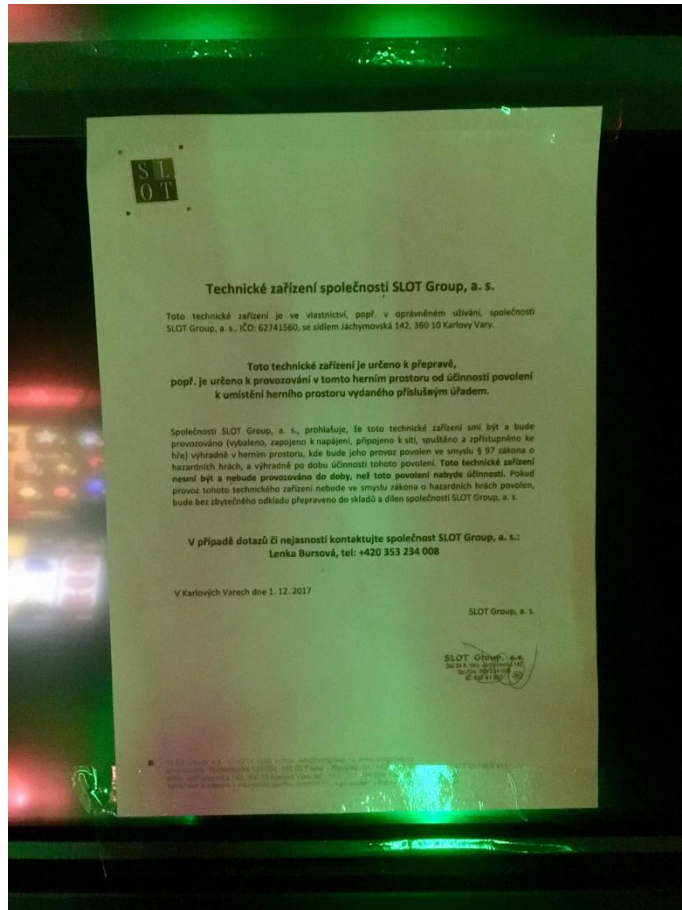 SL
OT
Technické zařízení společnosti SLOT Group, a. s.
Toto technické zařízení je ve vlastnictví, popř. v oprávněném užívání, společnosti
SLOT Group, a. s., IČO: 62741560, se sídlem Jáchymovská 142, 360 10 Karlovy Vary.
Toto technické zařízení je určeno k přepravě,
popř. je určeno k provozování v tomto herním prostoru od účinnosti povolení
k umístění herního prostoru vydaného příslušným úřadem.
Společnosti SLOT Group, a. s., prohlašuje, že toto technické zařízení smí být a bude
provozováno (vybaleno, zapojeno k napájení, připojeno k síti, spuštěno a zpřístupněno ke
hře) výhradně v herním prostoru, kde bude jeho provoz povolen ve smyslu § 97 zákona o
hazardních hrách, a výhradně po dobu účinnosti tohoto povolení. Toto technické zařízení
nesmí být a nebude provozováno do doby, než toto povolení nabyde účinnosti. Pokud
provoz tohoto technického zařízení nebude ve smyslu zákona o hazardních hrách povolen,
bude bez zbytečného odkladu přepraveno do skladů a dílen společnosti SLOT Group, a. s.
V případě dotazů či nejasností kontaktujte společnost SLOT Group, a. s.:
Lenka Bursová, tel: +420 353 234 008
V Karlových Varech dne 1. 12. 2017
SLOT Group, a. s.
SLOT Group, a.s.